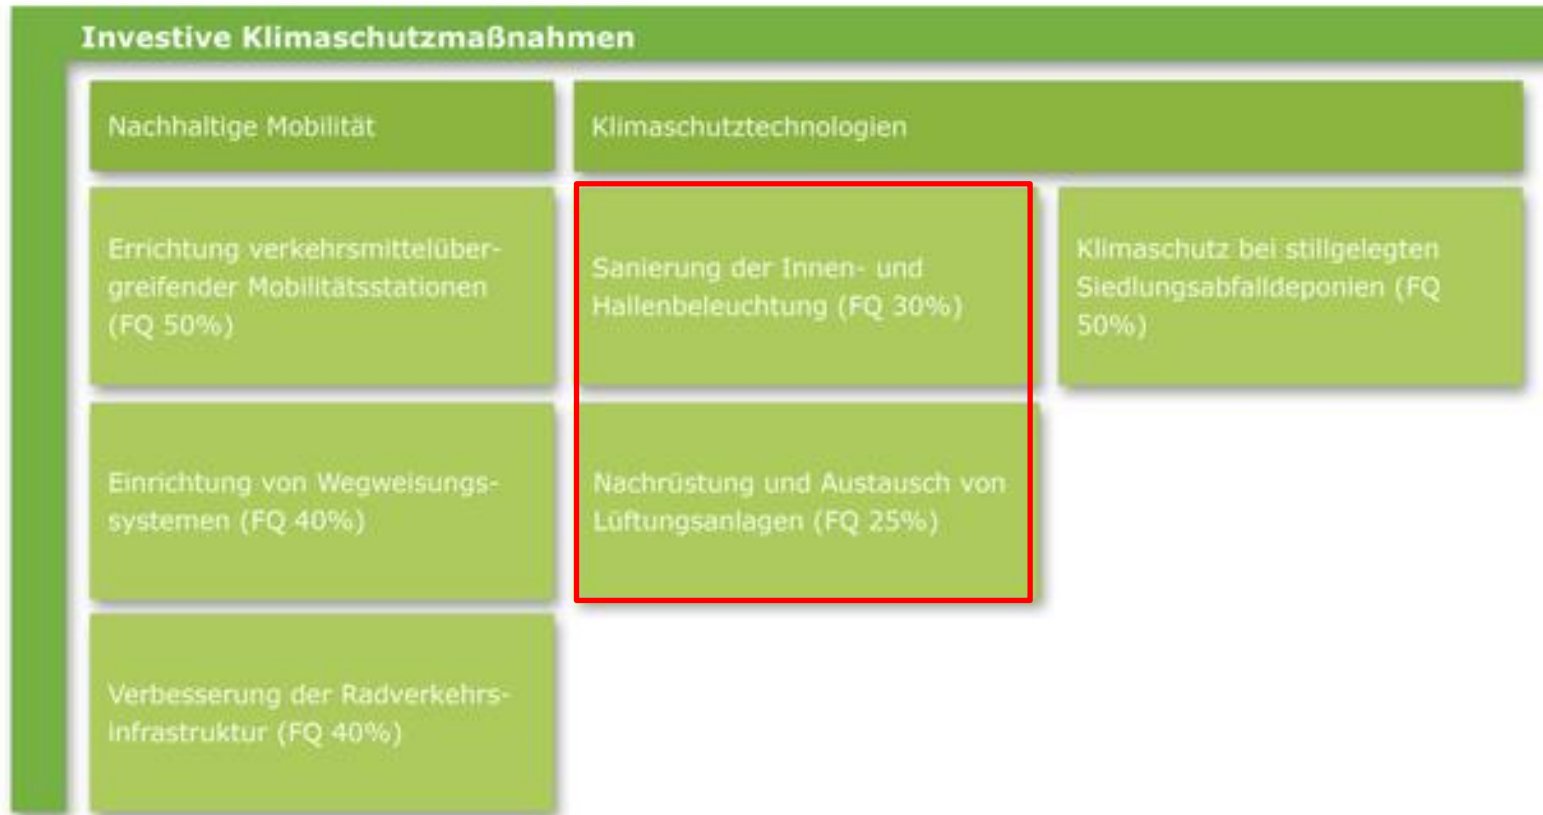 Investive Klimaschutzmaßnahmen
Nachhaltige Mobilität
Klimaschutztechnologien
Errichtung verkehrsmittelüber-
greifender Mobilitätsstationen
(FQ 50%)
Sanierung der Innen- und
Hallenbeleuchtung (FQ 30%)
Klimaschutz bei stillgelegten
Siedlungsabfalldeponien (FQ
50%)
Einrichtung von Wegweisungs-
systemen (FQ 40%)
Nachrüstung und Austausch von
Lüftungsanlagen (FQ 25%)
Verbesserung der Radverkehrs-
infrastruktur (FQ 40%)